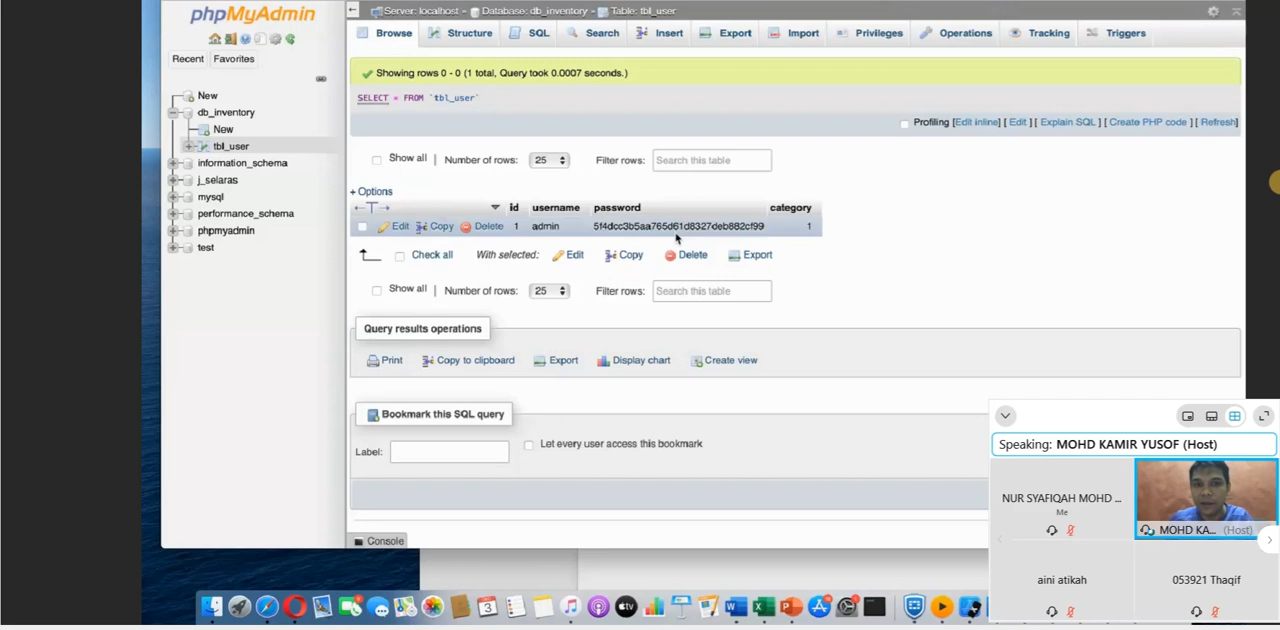 phpMyAdmin
Recent Favorites
New
db_inventory
New
tbl_user
information_schema
j_selaras
mysql
performance_schema
phpmyadmin
test
Server: localhost » Database: db_inventory » Table: tbl_user
Browse Structure SQL Search Insert Export Import Privileges Operations Tracking Triggers
Showing rows 0 - 0 (1 total, Query took 0.0007 seconds.)
SELECT * FROM `tbl_user`
Profiling [Edit inline] [ Edit ] [ Explain SQL ] [ Create PHP code ] [ Refresh]
Show all | Number of rows: 25 Filter rows: Search this table
+ Options
←T→ id username password category
Edit Copy Delete 1 admin 5f4dcc3b5aa765d61d8327deb882cf99 1
Check all With selected: Edit Copy Delete Export
Show all | Number of rows: 25 Filter rows: Search this table
Query results operations
Print Copy to clipboard Export Display chart Create view
Bookmark this SQL query
Label: Let every user access this bookmark
Console
Speaking: MOHD KAMIR YUSOF (Host)
NUR SYAFIQAH MOHD ...
Me
MOHD KA... (Host)
aini atikah
053921 Thaqif
3